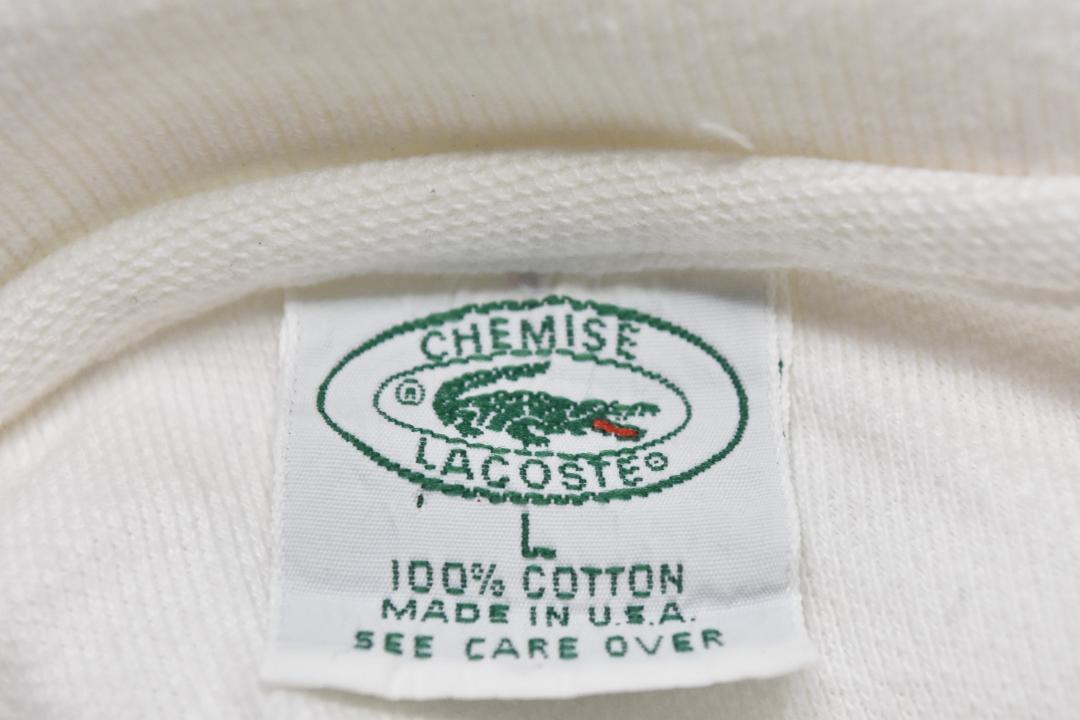 CHEMISE
®
LACOSTE®
L
100% COTTON
MADE IN U.S.A.
SEE CARE OVER